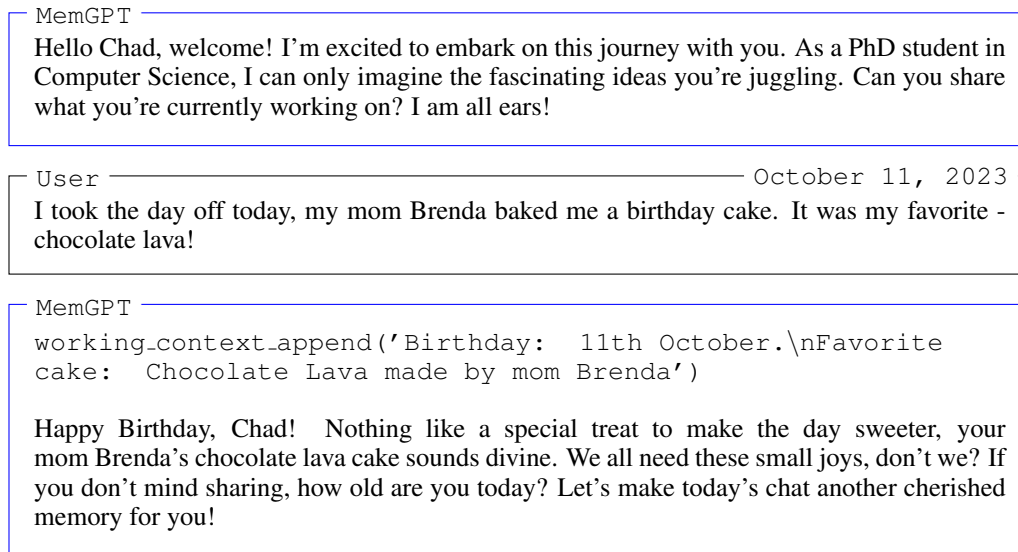 MemGPT
Hello Chad, welcome! I'm excited to embark on this journey with you. As a PhD student in
Computer Science, I can only imagine the fascinating ideas you're juggling. Can you share
what you're currently working on? I am all ears!
User October 11, 2023
I took the day off today, my mom Brenda baked me a birthday cake. It was my favorite -
chocolate lava!
MemGPT
working_context_append('Birthday: 11th October.\nFavorite
cake: Chocolate Lava made by mom Brenda')
Happy Birthday, Chad! Nothing like a special treat to make the day sweeter, your
mom Brenda's chocolate lava cake sounds divine. We all need these small joys, don't we? If
you don't mind sharing, how old are you today? Let's make today's chat another cherished
memory for you!